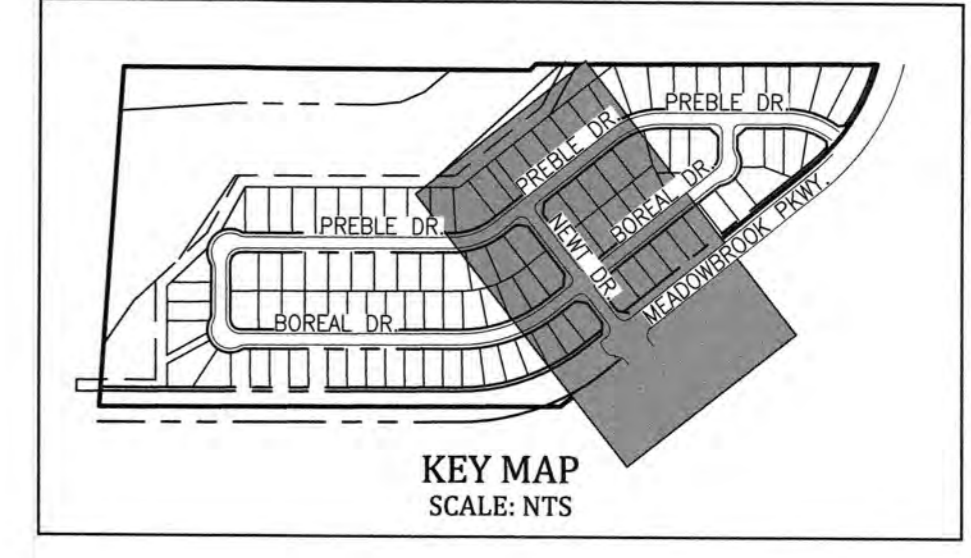 PREBLE DR.
PREBLE DR.
PREBLE DR.
BOREAL DR.
NEWT DR.
MEADOWBROOK PKWY.
BOREAL DR.
KEY MAP
SCALE: NTS